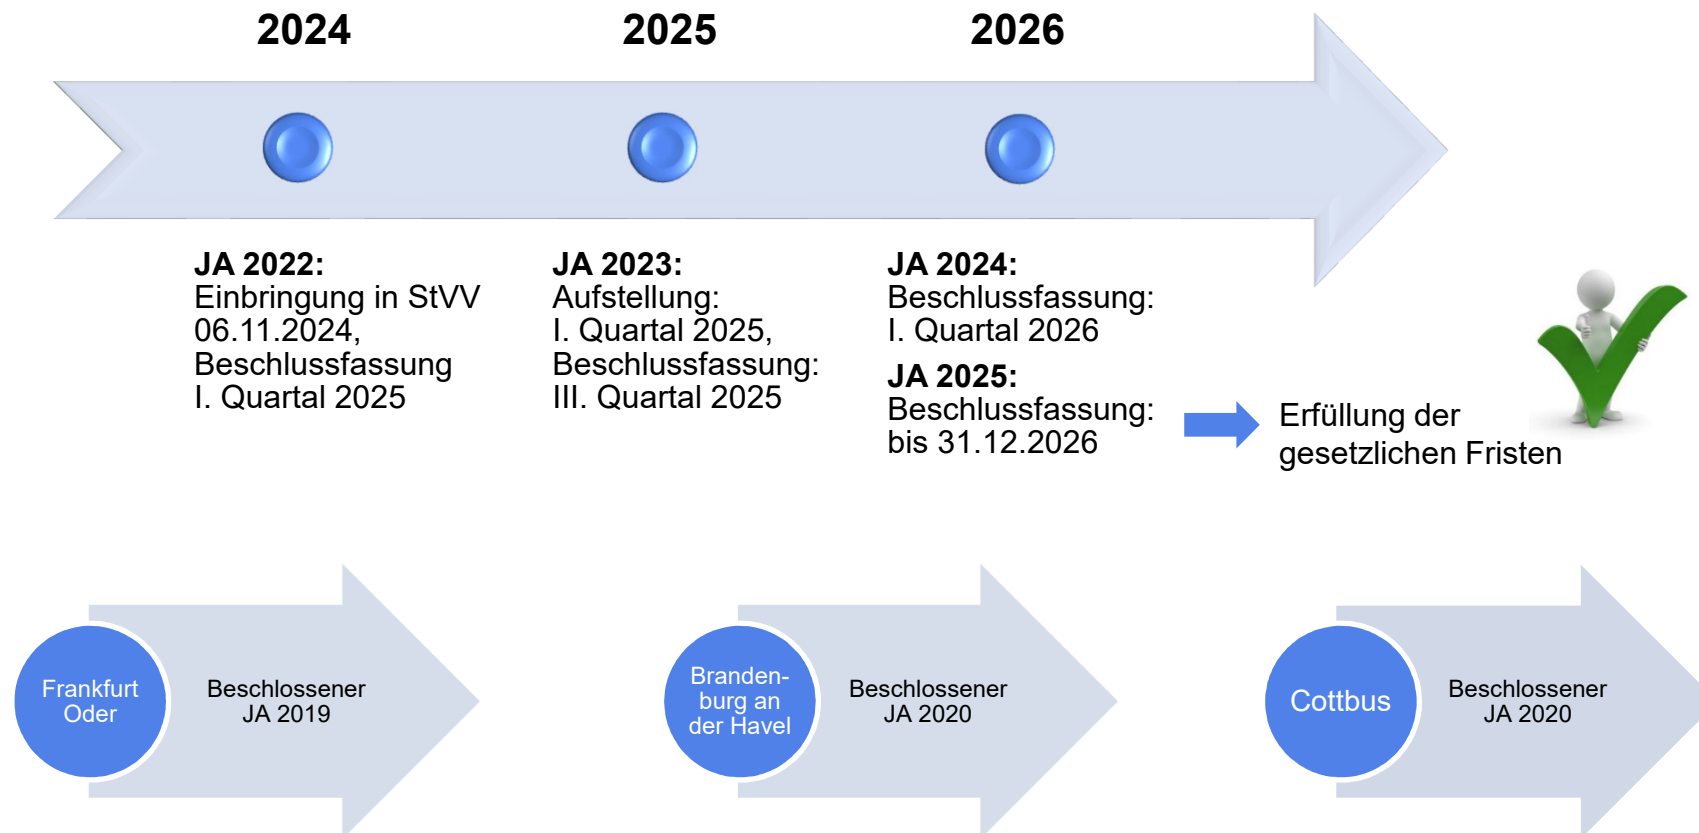 2024
2025
2026
JA 2022:
Einbringung in StVV
06.11.2024,
Beschlussfassung
I. Quartal 2025
JA 2023:
Aufstellung:
I. Quartal 2025,
Beschlussfassung:
III. Quartal 2025
JA 2024:
Beschlussfassung:
I. Quartal 2026
JA 2025:
Beschlussfassung:
bis 31.12.2026
Erfüllung der
gesetzlichen Fristen
Frankfurt
Oder
Beschlossener
JA 2019
Branden-
burg an
der Havel
Beschlossener
JA 2020
Cottbus
Beschlossener
JA 2020